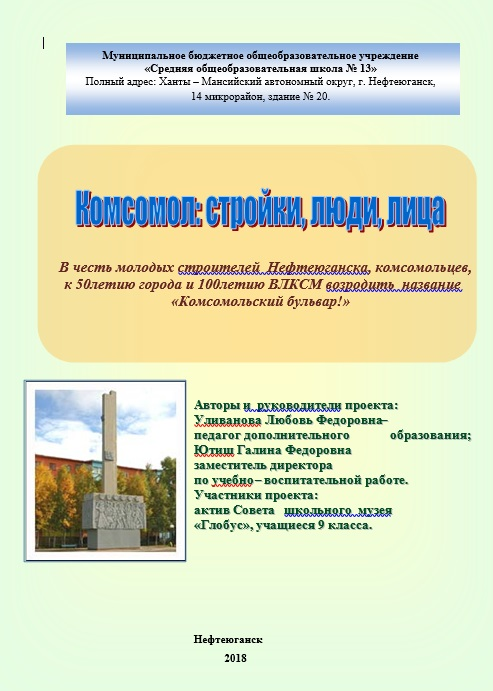 Муниципальное бюджетное общеобразовательное учреждение
«Средняя общеобразовательная школа № 13»
Полный адрес: Ханты – Мансийский автономный округ, г. Нефтеюганск,
14 микрорайон, здание № 20.
Комсомол: стройки, люди, лица
В честь молодых строителей Нефтеюганска, комсомольцев,
к 50летию города и 100летию ВЛКСМ возродить название
«Комсомольский бульвар!»
Авторы и руководители проекта:
Уливанова Любовь Федоровна–
педагог дополнительного образования;
Ютиш Галина Федоровна
заместитель директора
по учебно – воспитательной работе.
Участники проекта:
актив Совета школьного музея
«Глобус», учащиеся 9 класса.
Нефтеюганск
2018